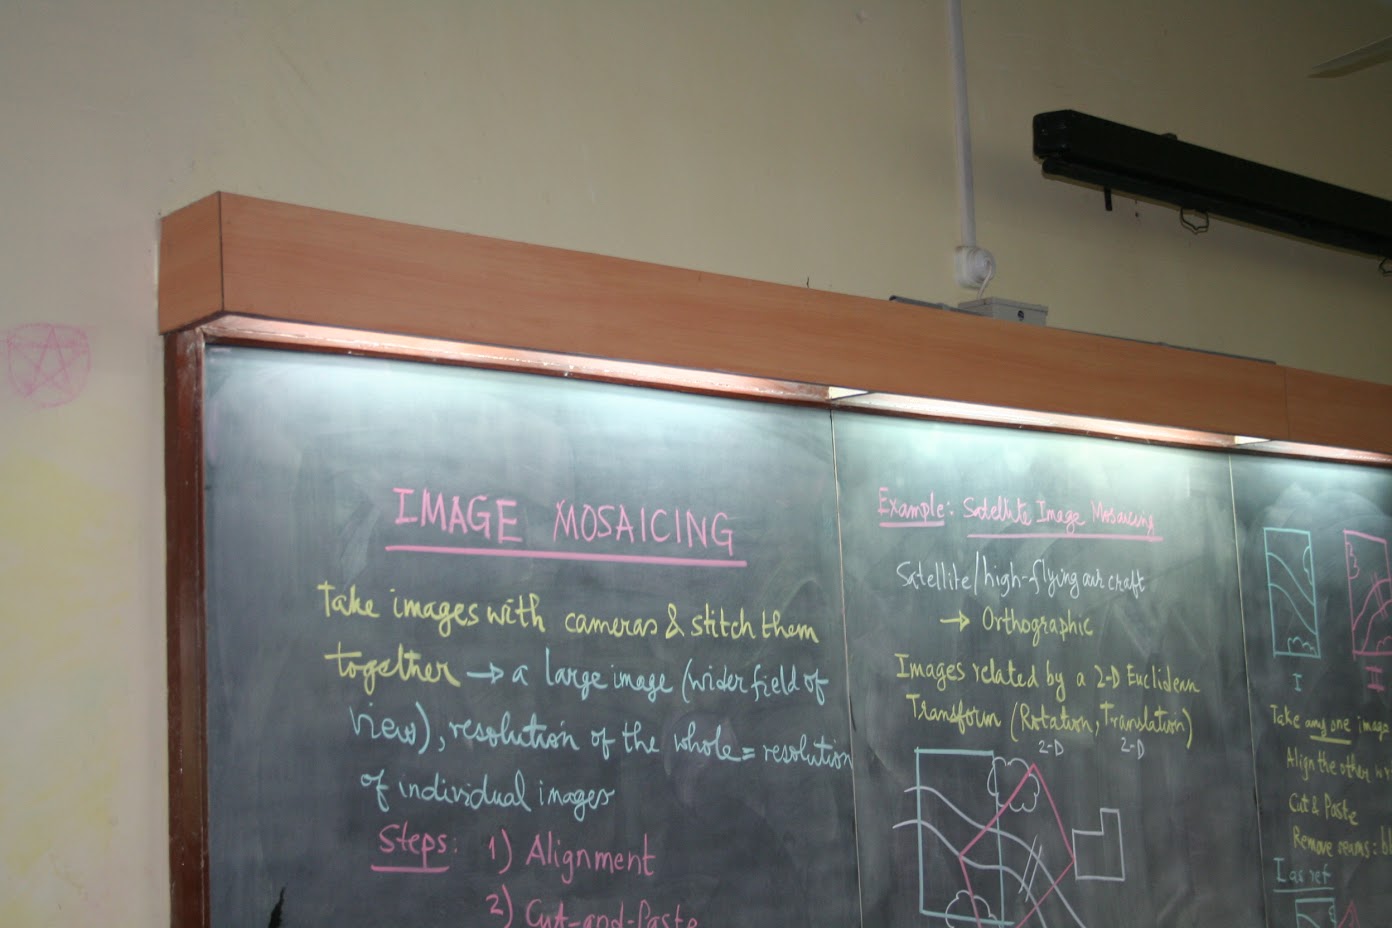 IMAGE MOSAICING
Take images with cameras & stitch them
together → a large image (wider field of
view), resolution of the whole = resolution
of individual images
Steps: 1) Alignment
2) Cut-and-Paste
Example: Satellite Image Mosaicing
Satellite/high-flying aircraft
→ Orthographic
Images related by a 2-D Euclidean
Transform (Rotation, Translation)
2-D 2-D
I II
Take any one image
Align the other
Cut & Paste
Remove seams:
I as ref